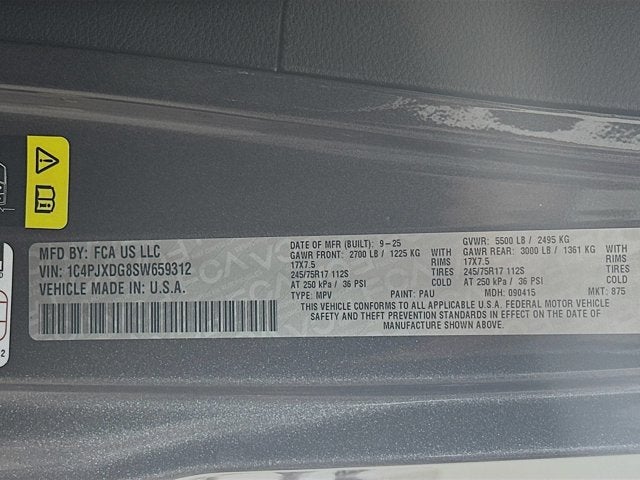 MFD BY: FCA US LLC
VIN: 1C4PJXDG8SW659312
VEHICLE MADE IN: U.S.A.
DATE OF MFR (BUILT): 9-25 GVWR: 5500 LB / 2495 KG
GAWR FRONT: 2700 LB / 1225 KG WITH GAWR REAR: 3000 LB / 1361 KG WITH
17X7.5 RIMS 17X7.5 RIMS
245/75R17 112S TIRES 245/75R17 112S TIRES
AT 250 kPa / 36 PSI COLD AT 250 kPa / 36 PSI COLD
TYPE: MPV PAINT: PAU MDH: 090415 MKT: 875
THIS VEHICLE CONFORMS TO ALL APPLICABLE U.S.A. FEDERAL MOTOR VEHICLE
SAFETY AND THEFT PREVENTION STANDARDS IN EFFECT ON THE DATE OF
MANUFACTURE SHOWN ABOVE.